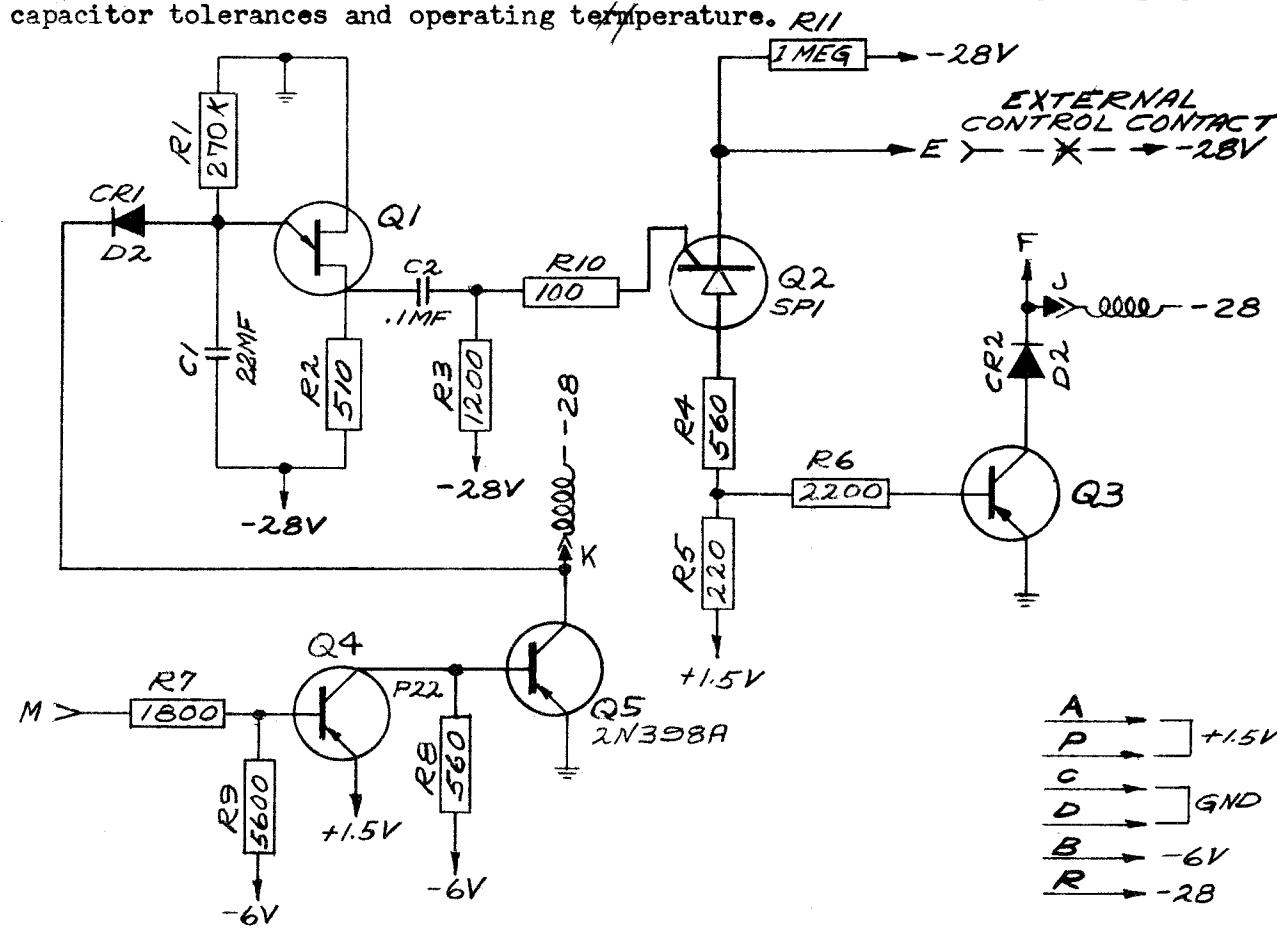 capacitor tolerances and operating termperature.
R11
1 MEG
-28V
EXTERNAL
CONTROL CONTACT
E
-28V
R1
270K
CR1
D2
Q1
C2
.1MF
R10
100
Q2
SP1
F
J
-28
CR2
D2
C1
22MF
R2
510
R3
1200
-28V
-28V
-28
K
R4
560
R6
2200
Q3
R5
220
+1.5V
Q4
P22
Q5
2N398A
M
R7
1800
R9
5600
-6V
+1.5V
R8
560
-6V
A
P
+1.5V
C
D
GND
B
-6V
R
-28